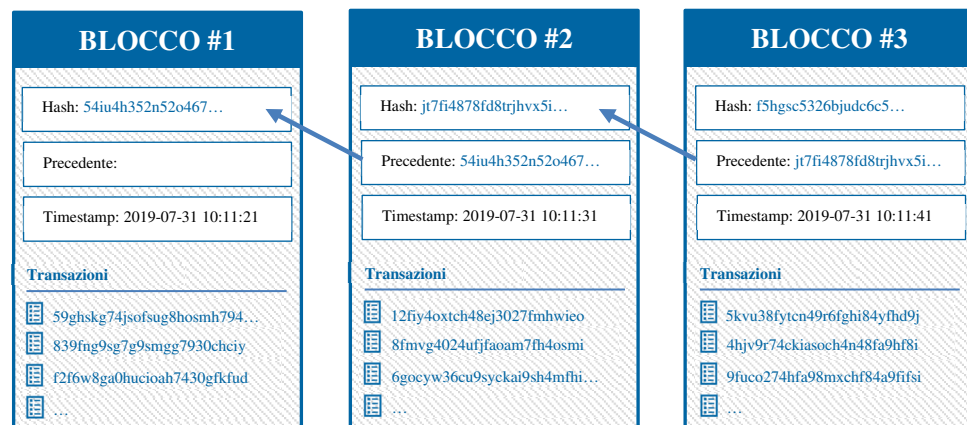 BLOCCO #1
Hash: 54iu4h352n52o467…
Precedente:
Timestamp: 2019-07-31 10:11:21
Transazioni
59ghskg74jsofsug8hosmh794…
839fng9sg7g9smgg7930chciy
f2f6w8ga0hucioah7430gfkfud
…
BLOCCO #2
Hash: jt7fi4878fd8trjhvx5i…
Precedente: 54iu4h352n52o467…
Timestamp: 2019-07-31 10:11:31
Transazioni
12fiy4oxtch48ej3027fmhwieo
8fmvg4024ufjfaoam7fh4osmi
6gocyw36cu9syckai9sh4mfhi…
…
BLOCCO #3
Hash: f5hgsc5326bjudc6c5…
Precedente: jt7fi4878fd8trjhvx5i…
Timestamp: 2019-07-31 10:11:41
Transazioni
5kvu38fytcn49r6fghi84yfhd9j
4hjv9r74ckiasoch4n48fa9hf8i
9fuco274hfa98mxchf84a9fifsi
…